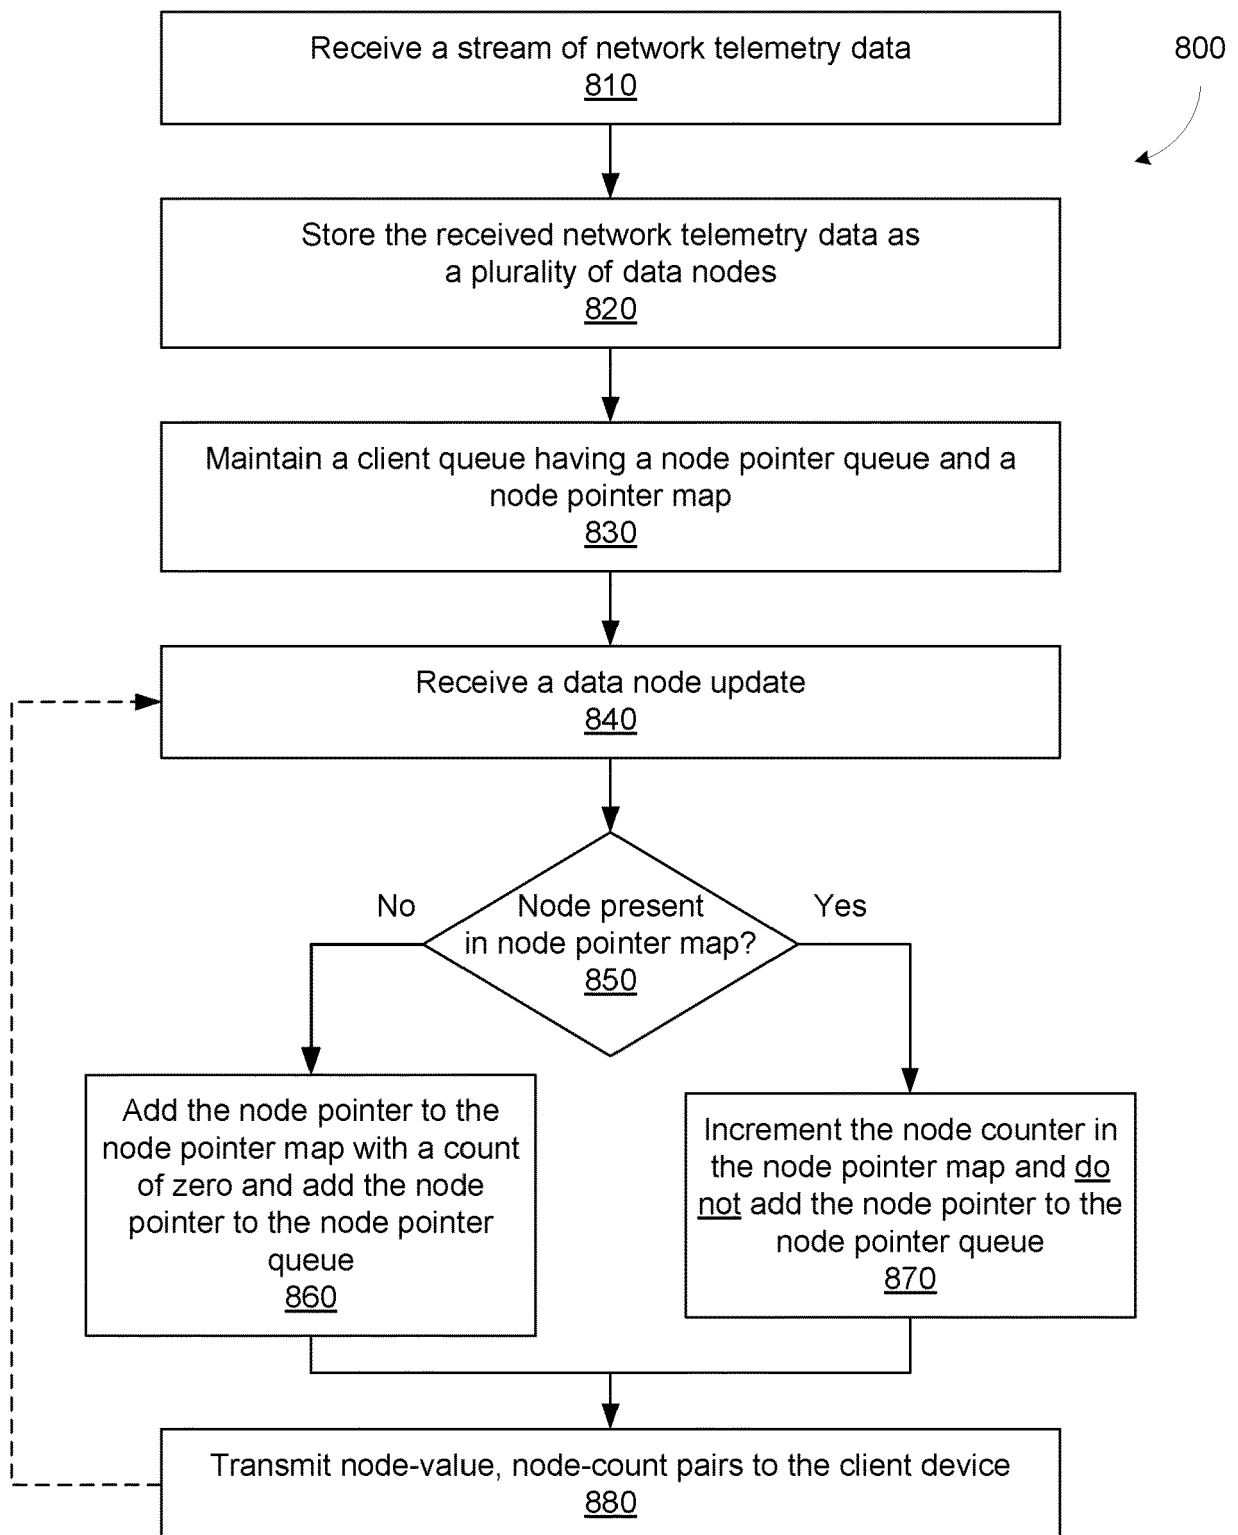 Receive a stream of network telemetry data
810
800
Store the received network telemetry data as
a plurality of data nodes
820
Maintain a client queue having a node pointer queue and a
node pointer map
830
Receive a data node update
840
No
Node present
in node pointer map?
850
Yes
Add the node pointer to the
node pointer map with a count
of zero and add the node
pointer to the node pointer
queue
860
Increment the node counter in
the node pointer map and do
not add the node pointer to the
node pointer queue
870
Transmit node-value, node-count pairs to the client device
880